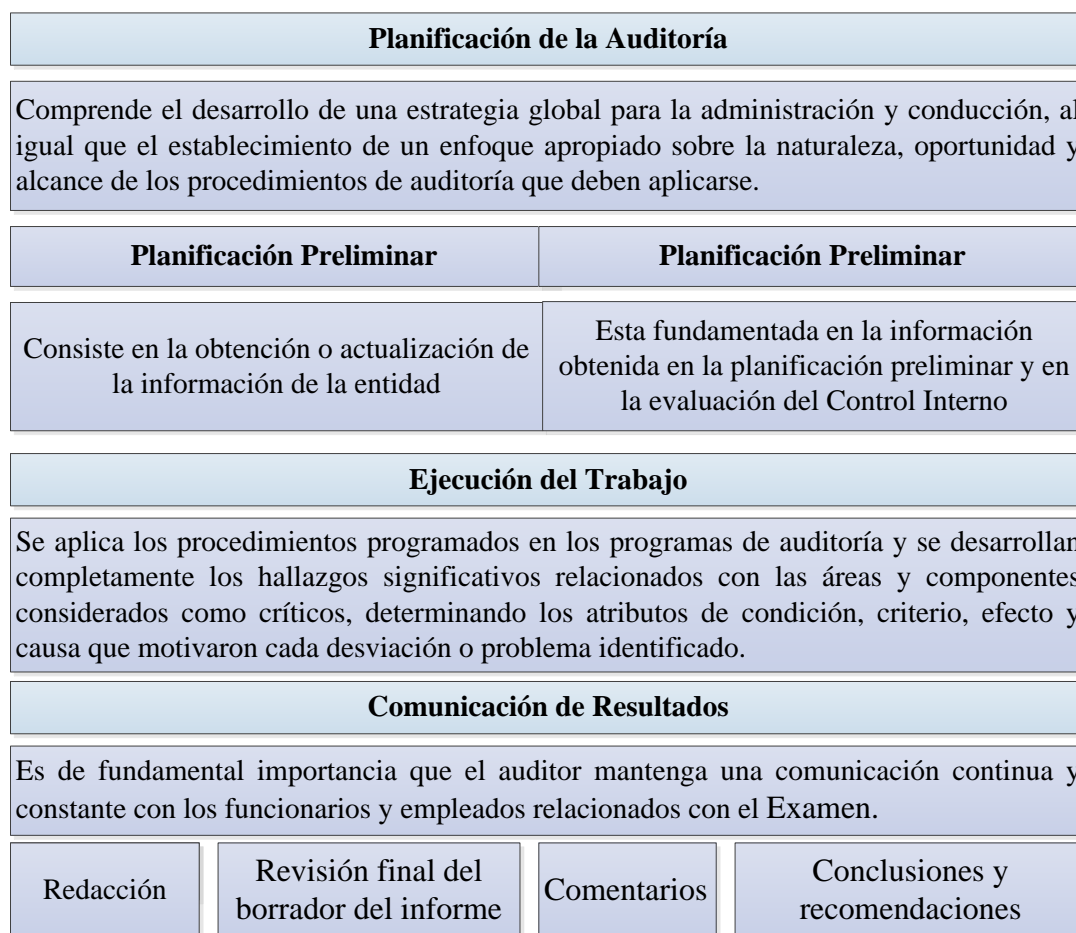 Planificación de la Auditoría
Comprende el desarrollo de una estrategia global para la administración y conducción, al
igual que el establecimiento de un enfoque apropiado sobre la naturaleza, oportunidad y
alcance de los procedimientos de auditoría que deben aplicarse.
Planificación Preliminar
Planificación Preliminar
Consiste en la obtención o actualización de
la información de la entidad
Esta fundamentada en la información
obtenida en la planificación preliminar y en
la evaluación del Control Interno
Ejecución del Trabajo
Se aplica los procedimientos programados en los programas de auditoría y se desarrollan
completamente los hallazgos significativos relacionados con las áreas y componentes
considerados como críticos, determinando los atributos de condición, criterio, efecto y
causa que motivaron cada desviación o problema identificado.
Comunicación de Resultados
Es de fundamental importancia que el auditor mantenga una comunicación continua y
constante con los funcionarios y empleados relacionados con el Examen.
Redacción
Revisión final del
borrador del informe
Comentarios
Conclusiones y
recomendaciones